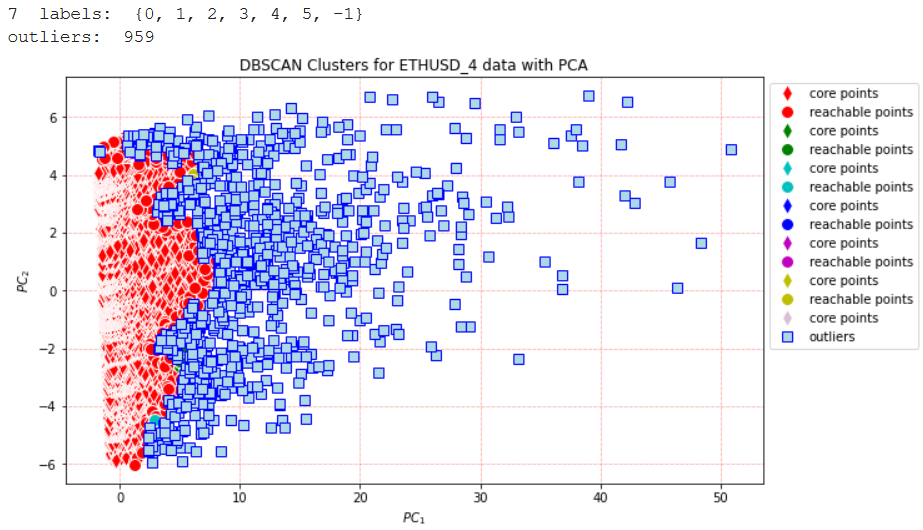 7  labels:  {0, 1, 2, 3, 4, 5, -1}
outliers:  959
DBSCAN Clusters for ETHUSD_4 data with PCA
6
4
2
0
−2
−4
−6
PC₂
0
10
20
30
40
50
PC₁
core points
reachable points
core points
reachable points
core points
reachable points
core points
reachable points
core points
reachable points
core points
reachable points
core points
outliers